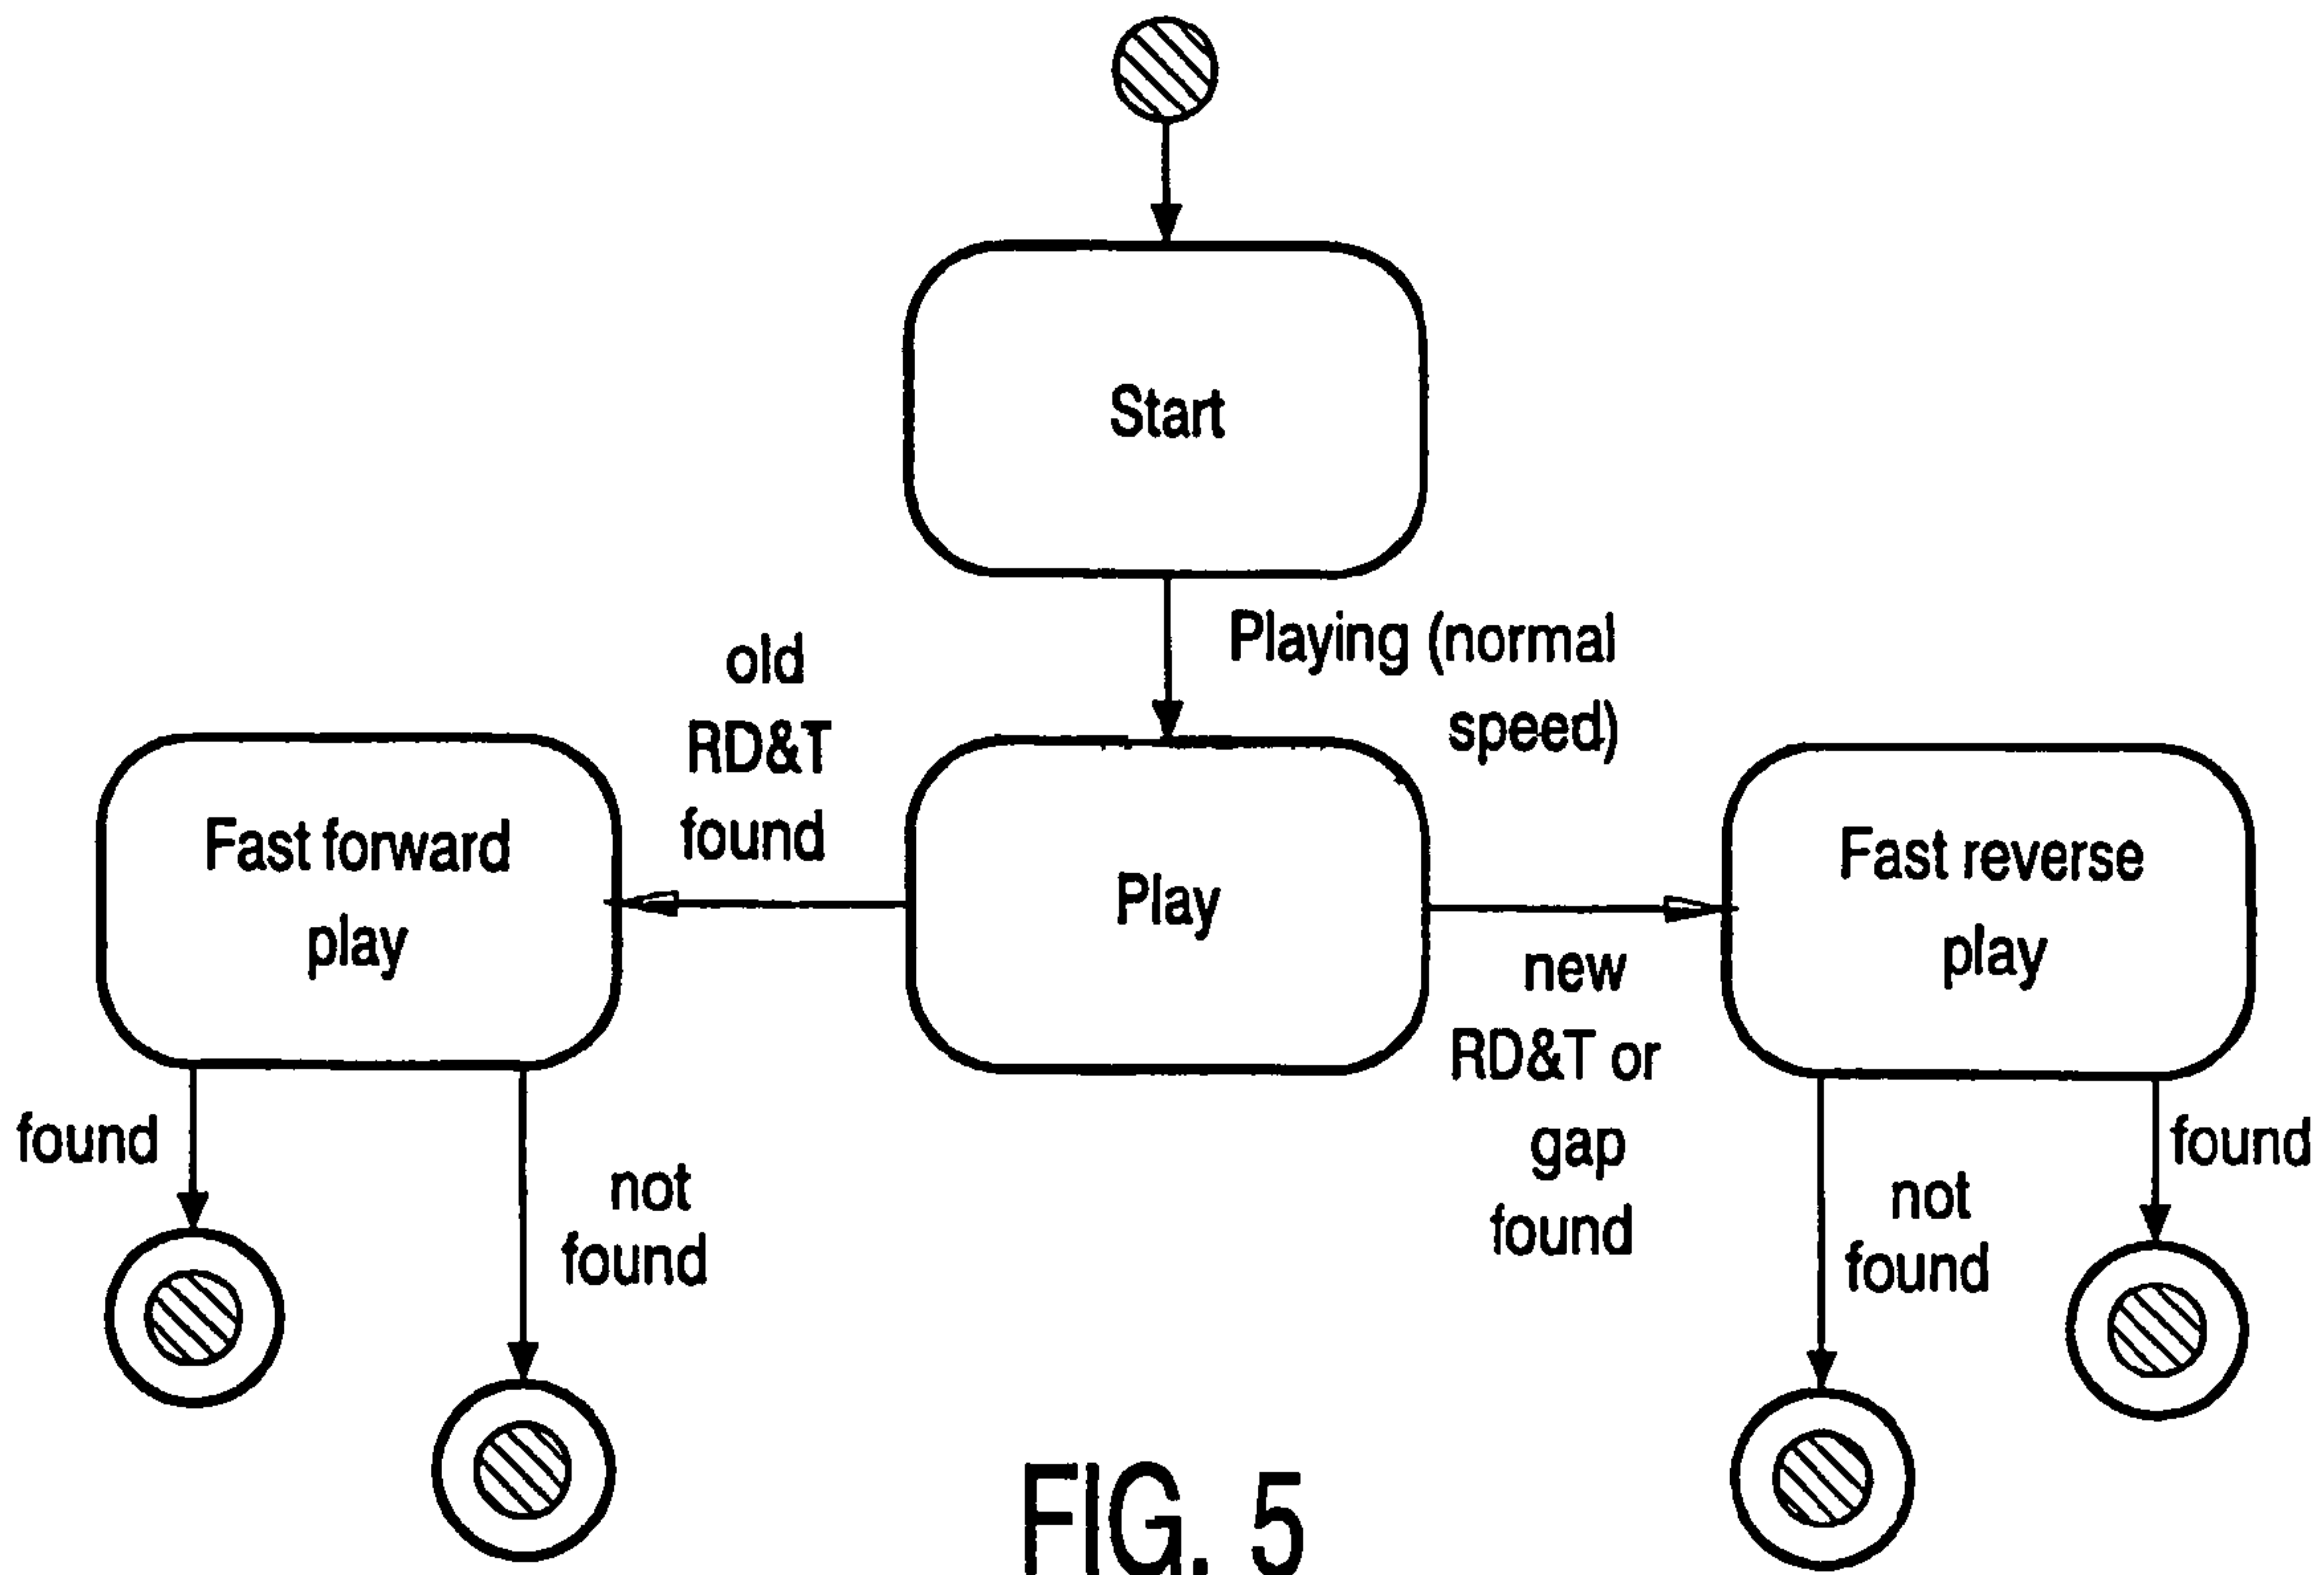 Start
Playing (normal
speed)
old
RD&T
found
Fast forward
play
Play
Fast reverse
play
new
RD&T or
gap
found
found
not
found
not
found
found
FIG. 5